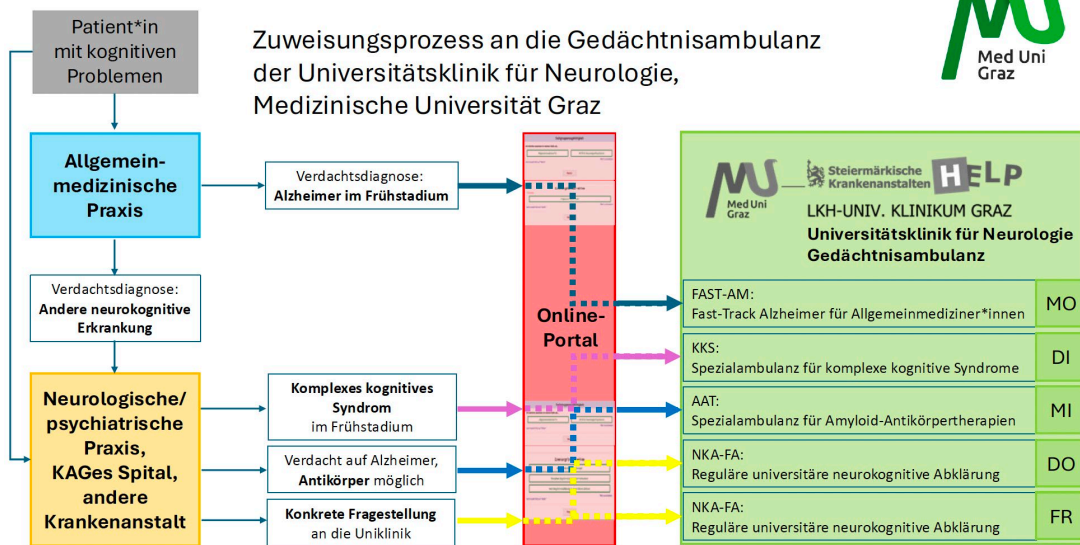 Patient*in
mit kognitiven
Problemen
Zuweisungsprozess an die Gedächtnisambulanz
der Universitätsklinik für Neurologie,
Medizinische Universität Graz
Med Uni
Graz
Allgemein-
medizinische
Praxis
Verdachtsdiagnose:
Alzheimer im Frühstadium
Verdachtsdiagnose:
Andere neurokognitive
Erkrankung
Neurologische/
psychiatrische
Praxis,
KAGes Spital,
andere
Krankenanstalt
Komplexes kognitives
Syndrom
im Frühstadium
Verdacht auf Alzheimer,
Antikörper möglich
Konkrete Fragestellung
an die Uniklinik
Online-
Portal
Med Uni
Graz
Steiermärkische
Krankenanstalten
HELP
LKH-UNIV. KLINIKUM GRAZ
Universitätsklinik für Neurologie
Gedächtnisambulanz
FAST-AM:
Fast-Track Alzheimer für Allgemeinmediziner*innen
MO
KKS:
Spezialambulanz für komplexe kognitive Syndrome
DI
AAT:
Spezialambulanz für Amyloid-Antikörpertherapien
MI
NKA-FA:
Reguläre universitäre neurokognitive Abklärung
DO
NKA-FA:
Reguläre universitäre neurokognitive Abklärung
FR